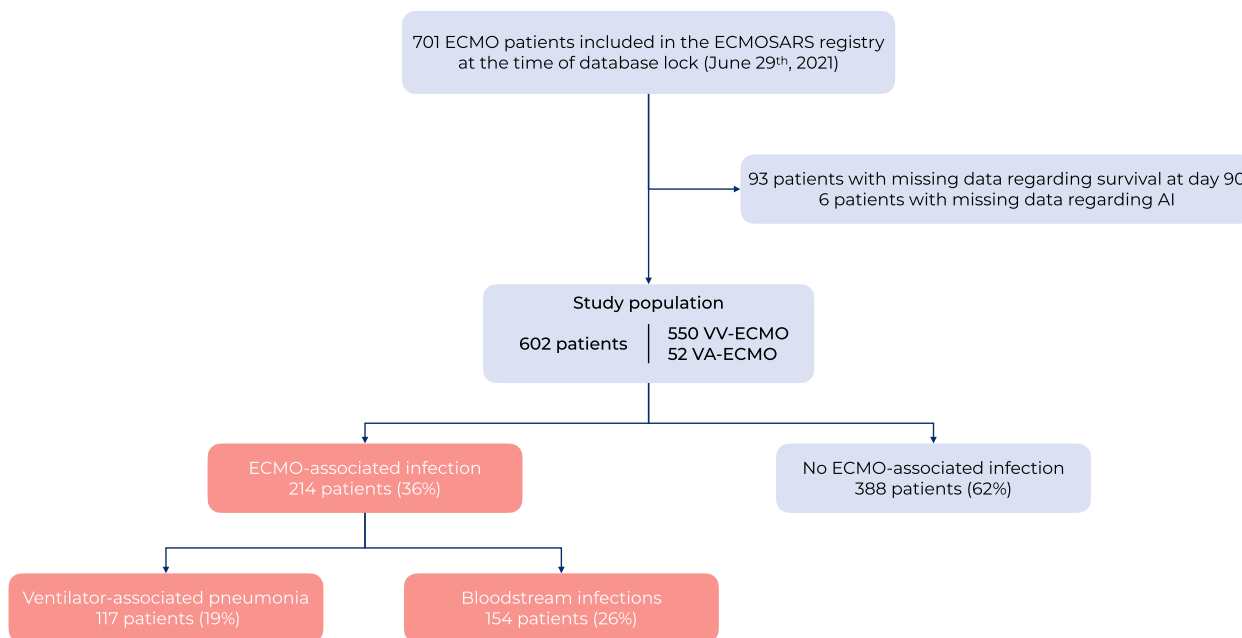 701 ECMO patients included in the ECMOSARS registry
at the time of database lock (June 29th, 2021)
93 patients with missing data regarding survival at day 90
6 patients with missing data regarding AI
Study population
602 patients
550 VV-ECMO
52 VA-ECMO
ECMO-associated infection
214 patients (36%)
No ECMO-associated infection
388 patients (62%)
Ventilator-associated pneumonia
117 patients (19%)
Bloodstream infections
154 patients (26%)